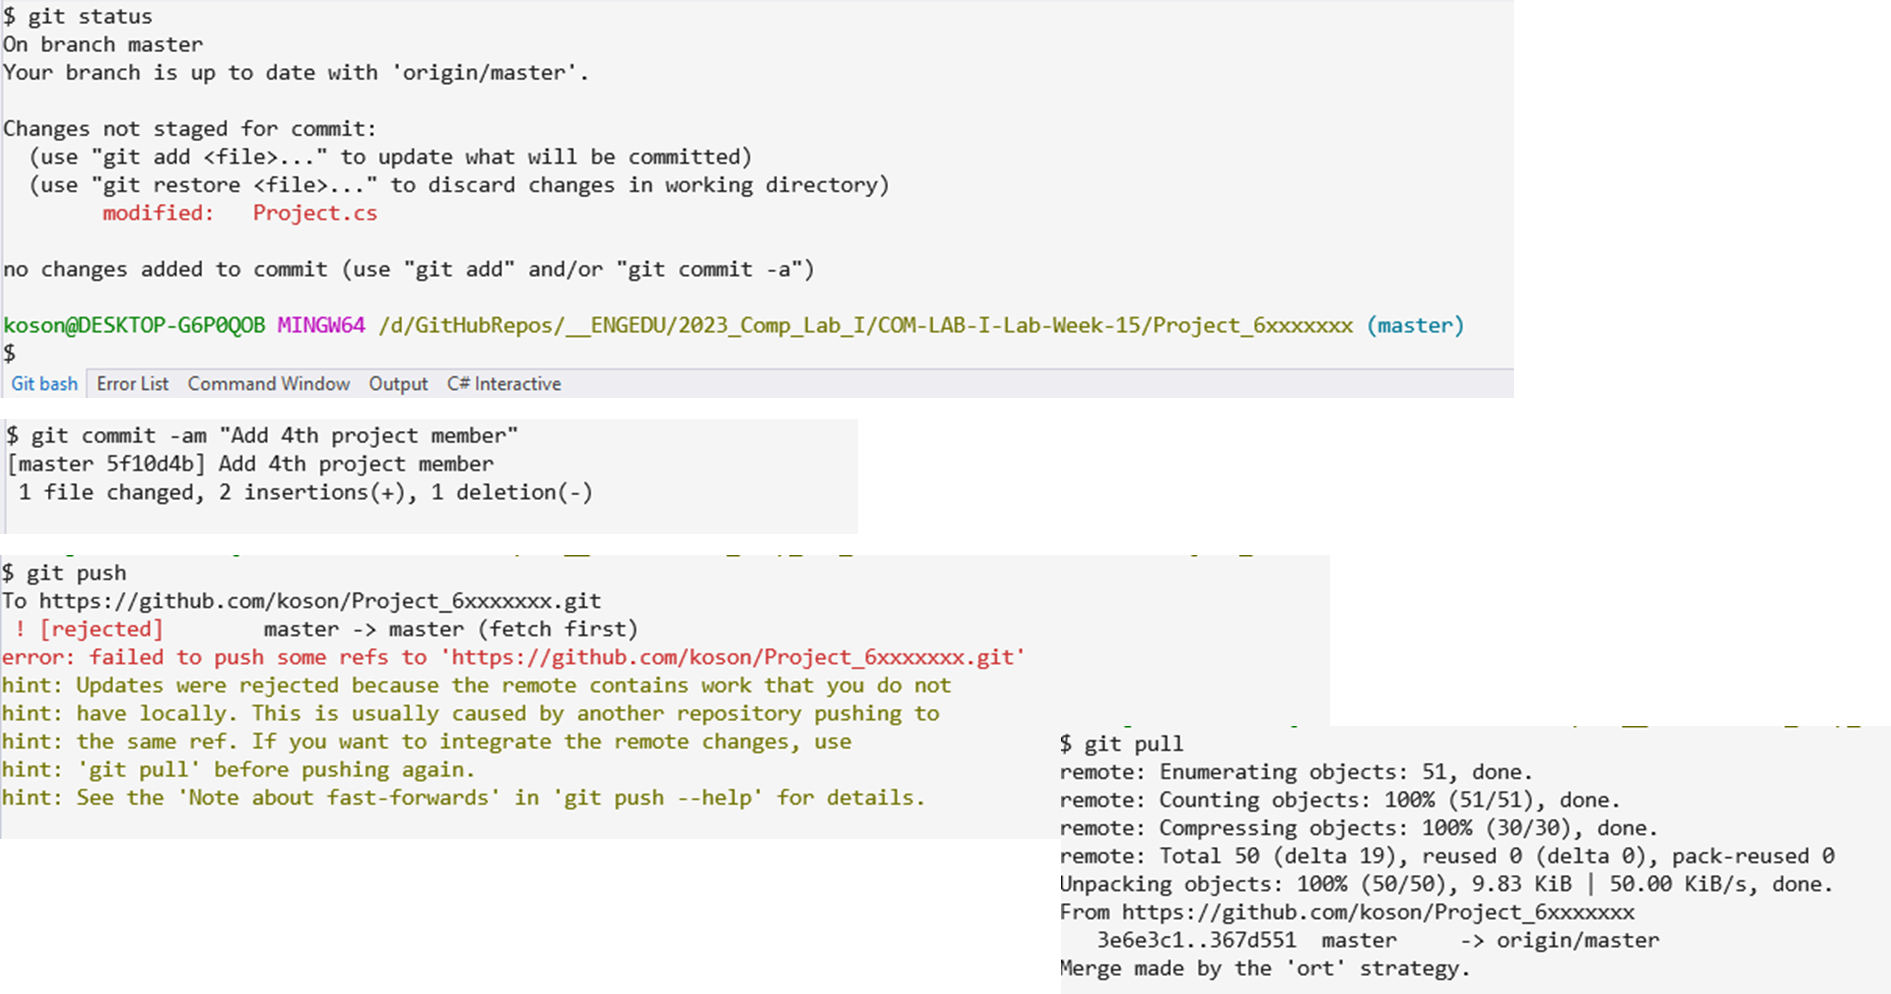 $ git status
On branch master
Your branch is up to date with 'origin/master'.
Changes not staged for commit:
(use "git add <file>..." to update what will be committed)
(use "git restore <file>..." to discard changes in working directory)
modified: Project.cs
no changes added to commit (use "git add" and/or "git commit -a")
koson@DESKTOP-G6P0QOB MINGW64 /d/GitHubRepos/__ENGEDU/2023_Comp_Lab_I/COM-LAB-I-Lab-Week-15/Project_6xxxxxxx (master)
$
Git bash Error List Command Window Output C# Interactive
$ git commit -am "Add 4th project member"
[master 5f10d4b] Add 4th project member
1 file changed, 2 insertions(+), 1 deletion(-)
$ git push
To https://github.com/koson/Project_6xxxxxxx.git
! [rejected] master -> master (fetch first)
error: failed to push some refs to 'https://github.com/koson/Project_6xxxxxxx.git'
hint: Updates were rejected because the remote contains work that you do not
hint: have locally. This is usually caused by another repository pushing to
hint: the same ref. If you want to integrate the remote changes, use
hint: 'git pull' before pushing again.
hint: See the 'Note about fast-forwards' in 'git push --help' for details.
$ git pull
remote: Enumerating objects: 51, done.
remote: Counting objects: 100% (51/51), done.
remote: Compressing objects: 100% (30/30), done.
remote: Total 50 (delta 19), reused 0 (delta 0), pack-reused 0
Unpacking objects: 100% (50/50), 9.83 KiB | 50.00 KiB/s, done.
From https://github.com/koson/Project_6xxxxxxx
3e6e3c1..367d551 master -> origin/master
Merge made by the 'ort' strategy.